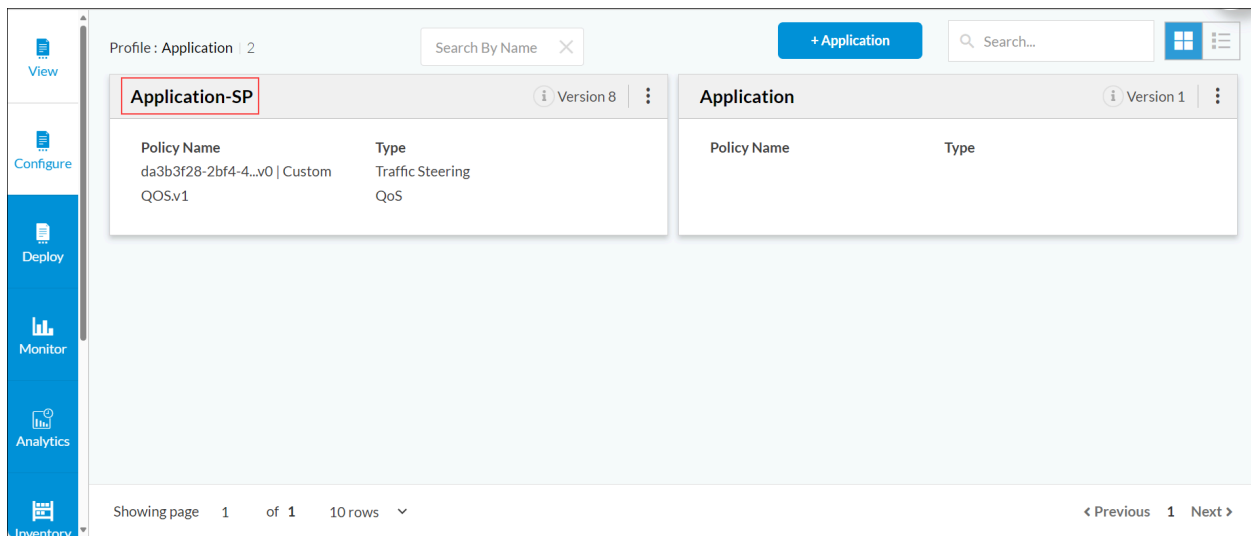 View
Configure
Deploy
Monitor
Analytics
Inventory
Profile : Application | 2
Search By Name
+ Application
Search...
Application-SP
Version 8
Policy Name Type
da3b3f28-2bf4-4...v0 | Custom Traffic Steering
QOS.v1 QoS
Application
Version 1
Policy Name Type
Showing page 1 of 1 10 rows
Previous 1 Next